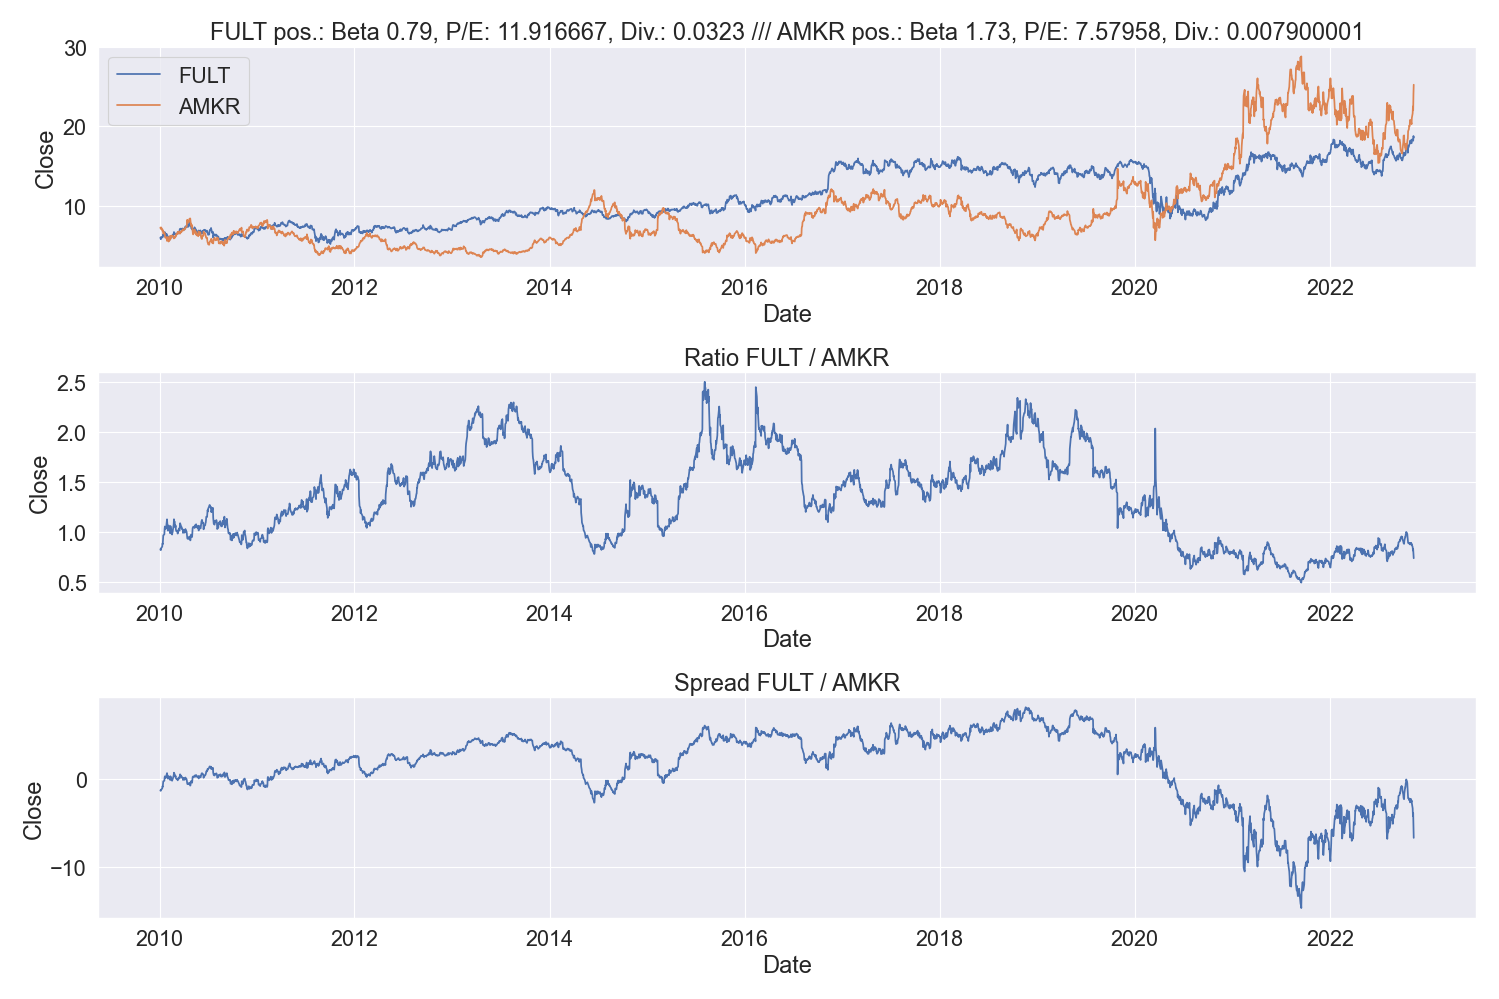 FULT pos.: Beta 0.79, P/E: 11.916667, Div.: 0.0323 /// AMKR pos.: Beta 1.73, P/E: 7.57958, Div.: 0.007900001
30
20
10
Close
FULT
AMKR
2010 2012 2014 2016 2018 2020 2022
Date
Ratio FULT / AMKR
2.5
2.0
1.5
1.0
0.5
Close
2010 2012 2014 2016 2018 2020 2022
Date
Spread FULT / AMKR
0
−10
Close
2010 2012 2014 2016 2018 2020 2022
Date